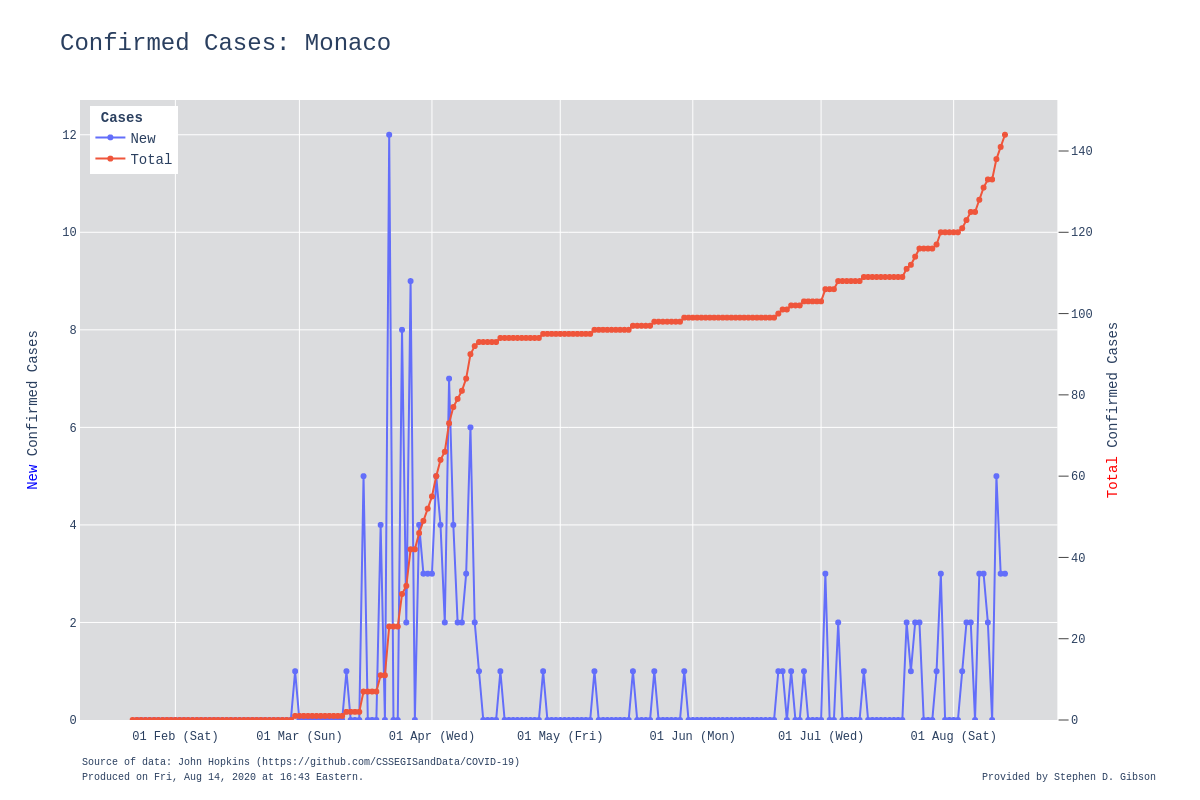 Confirmed Cases: Monaco
Cases
New
Total
12
10
8
6
4
2
0
140
120
100
80
60
40
20
0
New Confirmed Cases
Total Confirmed Cases
01 Feb (Sat)
01 Mar (Sun)
01 Apr (Wed)
01 May (Fri)
01 Jun (Mon)
01 Jul (Wed)
01 Aug (Sat)
Source of data: John Hopkins (https://github.com/CSSEGISandData/COVID-19)
Produced on Fri, Aug 14, 2020 at 16:43 Eastern.
Provided by Stephen D. Gibson